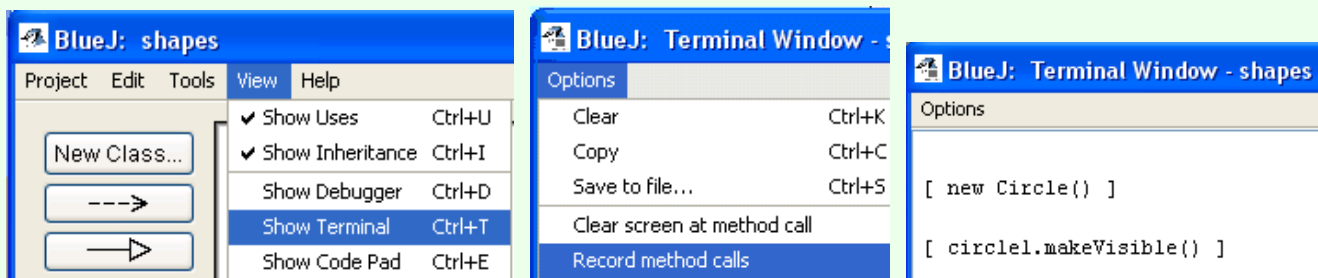 BlueJ: shapes
Project Edit Tools View Help
New Class...
--->
✔ Show Uses Ctrl+U
✔ Show Inheritance Ctrl+I
Show Debugger Ctrl+D
Show Terminal Ctrl+T
Show Code Pad Ctrl+E
BlueJ: Terminal Window -
Options
Clear Ctrl+K
Copy Ctrl+C
Save to file... Ctrl+S
Clear screen at method call
Record method calls
BlueJ: Terminal Window - shapes
Options
[ new Circle() ]
[ circle1.makeVisible() ]